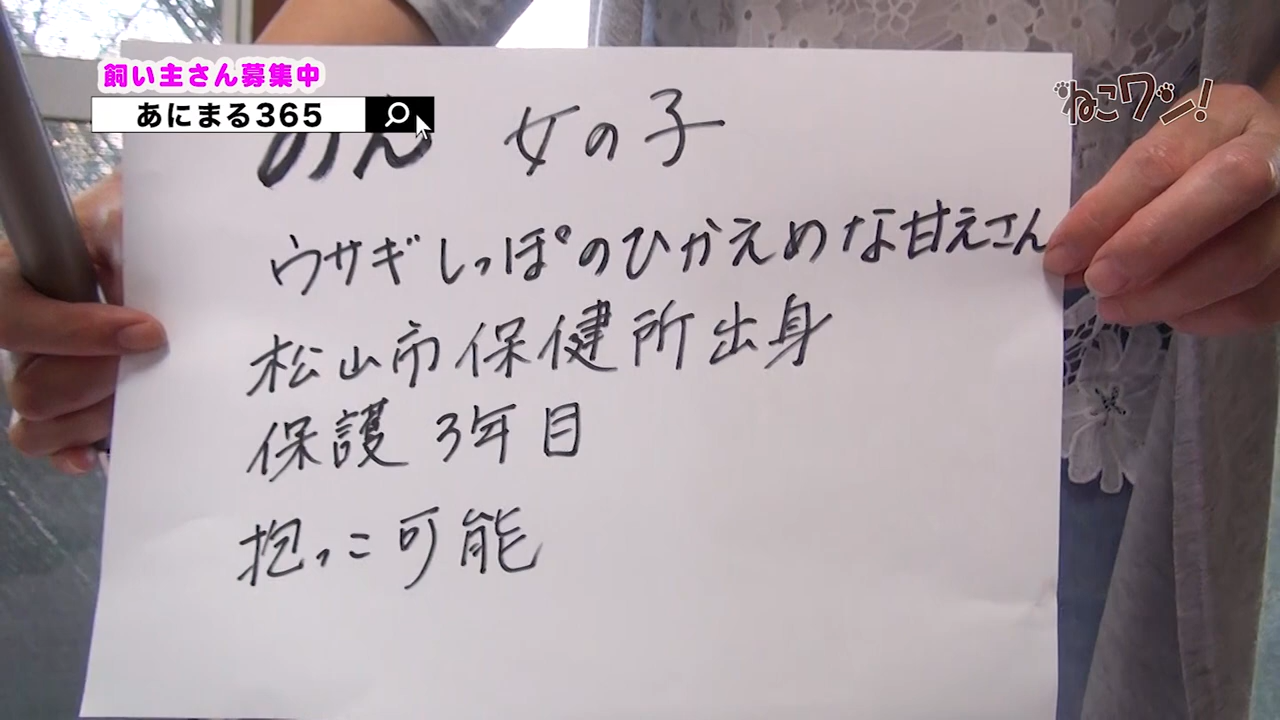 飼い主さん募集中
あにまる365
ねこワン!
のん 女の子
ウサギしっぽのひかえめな甘えさん
松山市保健所出身
保護3年目
抱っこ可能